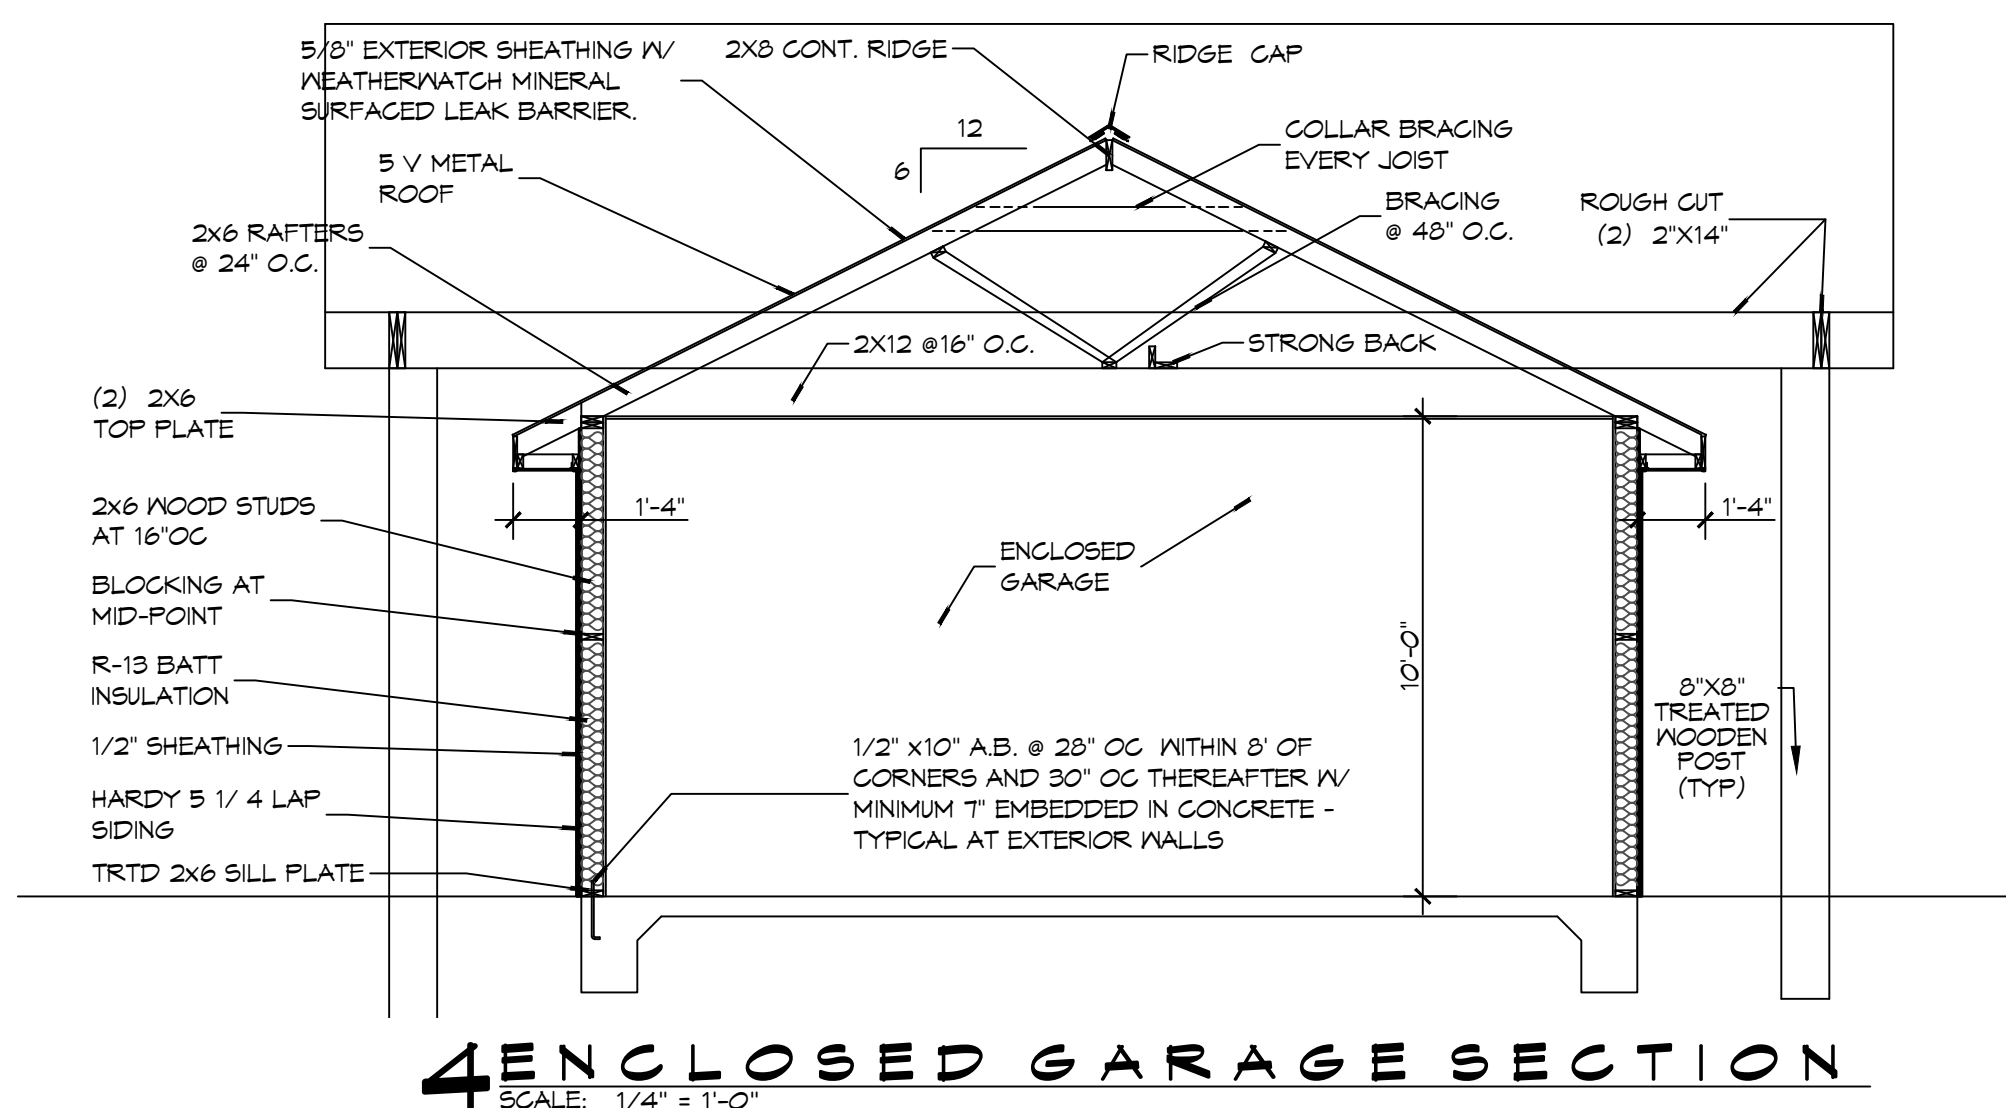 5/8" EXTERIOR SHEATHING W/
WEATHERWATCH MINERAL
SURFACED LEAK BARRIER.
2X8 CONT. RIDGE
RIDGE CAP
12
6
COLLAR BRACING
EVERY JOIST
5 V METAL
ROOF
BRACING
@ 48" O.C.
ROUGH CUT
(2) 2"X14"
2x6 RAFTERS
@ 24" O.C.
2X12 @16" O.C.
STRONG BACK
(2) 2X6
TOP PLATE
2x6 WOOD STUDS
AT 16"OC
1'-4"
1'-4"
ENCLOSED
GARAGE
BLOCKING AT
MID-POINT
10'-0"
R-13 BATT
INSULATION
8"X8"
TREATED
WOODEN
POST
(TYP)
1/2" SHEATHING
1/2" x10" A.B. @ 28" OC WITHIN 8' OF
CORNERS AND 30" OC THEREAFTER W/
MINIMUM 7" EMBEDDED IN CONCRETE -
TYPICAL AT EXTERIOR WALLS
HARDY 5 1/ 4 LAP
SIDING
TRTD 2x6 SILL PLATE
4 ENCLOSED GARAGE SECTION
SCALE: 1/4" = 1'-0"